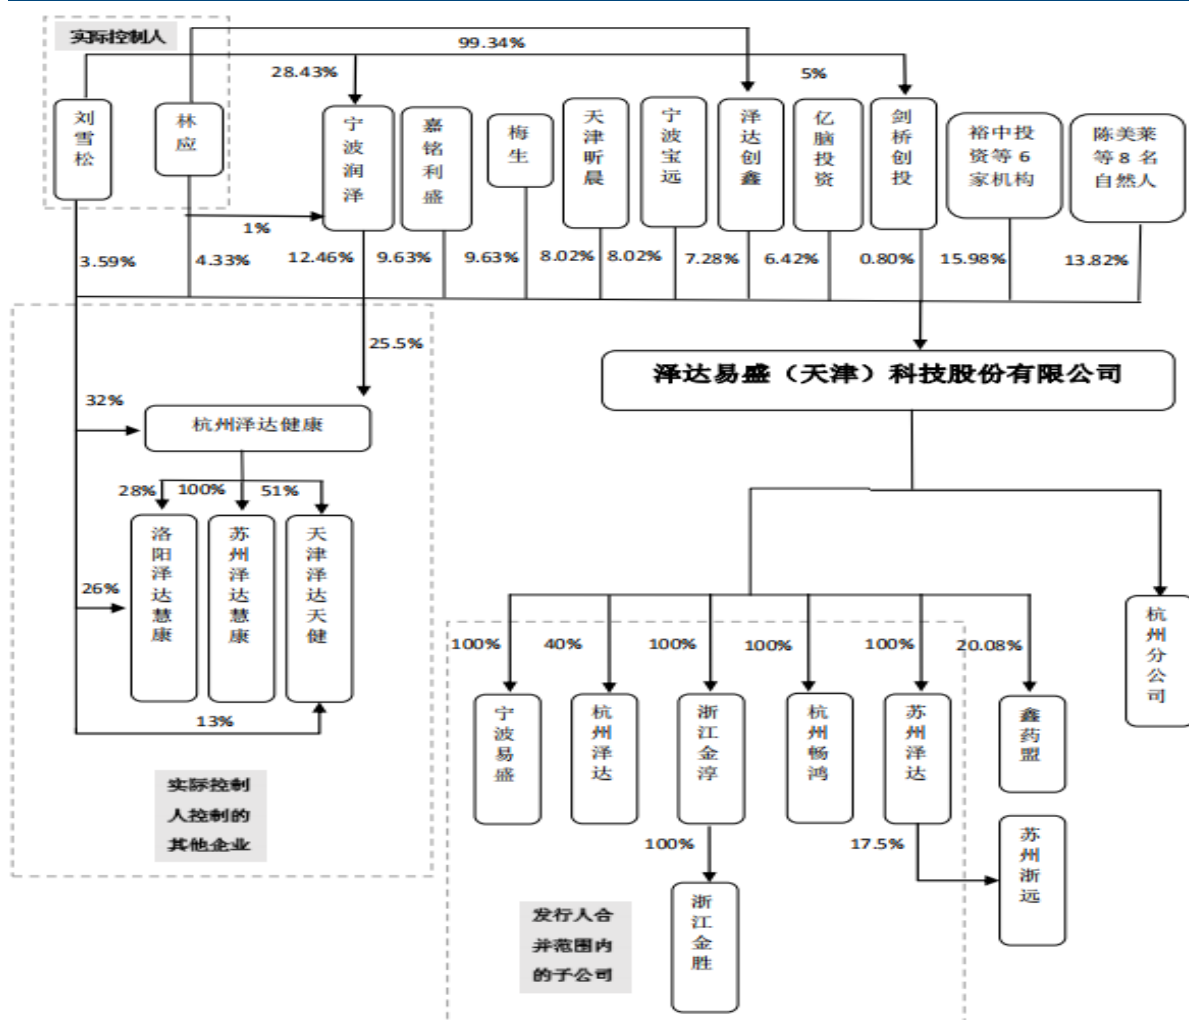 实际控制人
99.34%
28.43%
5%
刘雪松
林应
宁波润泽
嘉铭利盛
梅生
天津昕晨
宁波宝远
泽达创鑫
亿脑投资
剑桥创投
裕中投
资等6
家机构
陈美莱
等8名
自然人
1%
3.59%
4.33%
12.46%
9.63%
9.63%
8.02%
8.02%
7.28%
6.42%
0.80%
15.98%
13.82%
25.5%
泽达易盛（天津）科技股份有限公司
32%
杭州泽达健康
28%
100%
51%
洛阳泽达慧康
苏州泽达慧康
天津泽达天健
26%
13%
实际控制
人控制的
其他企业
杭州分公司
100%
40%
100%
100%
100%
20.08%
宁波易盛
杭州泽达
浙江金淳
杭州畅鸿
苏州泽达
鑫药盟
100%
17.5%
苏州浙远
浙江金胜
发行人合
并范围内
的子公司